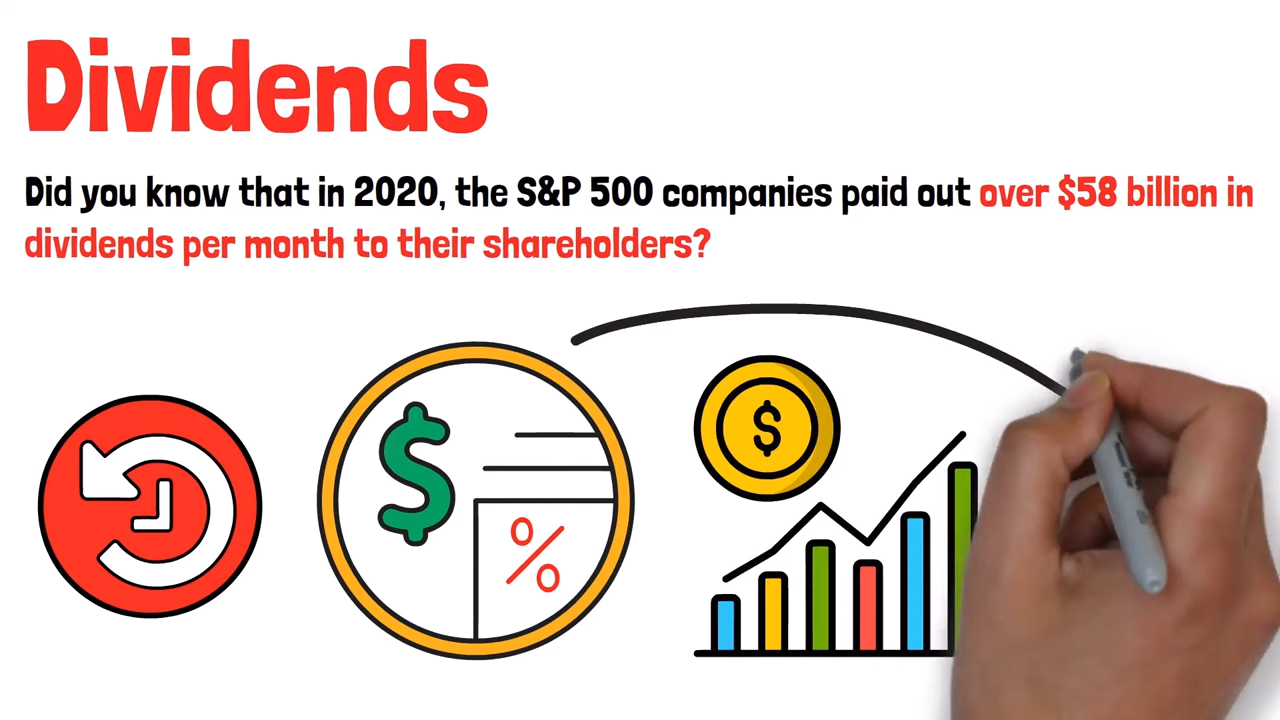 Dividends
Did you know that in 2020, the S&P 500 companies paid out over $58 billion in
dividends per month to their shareholders?
$
%
$